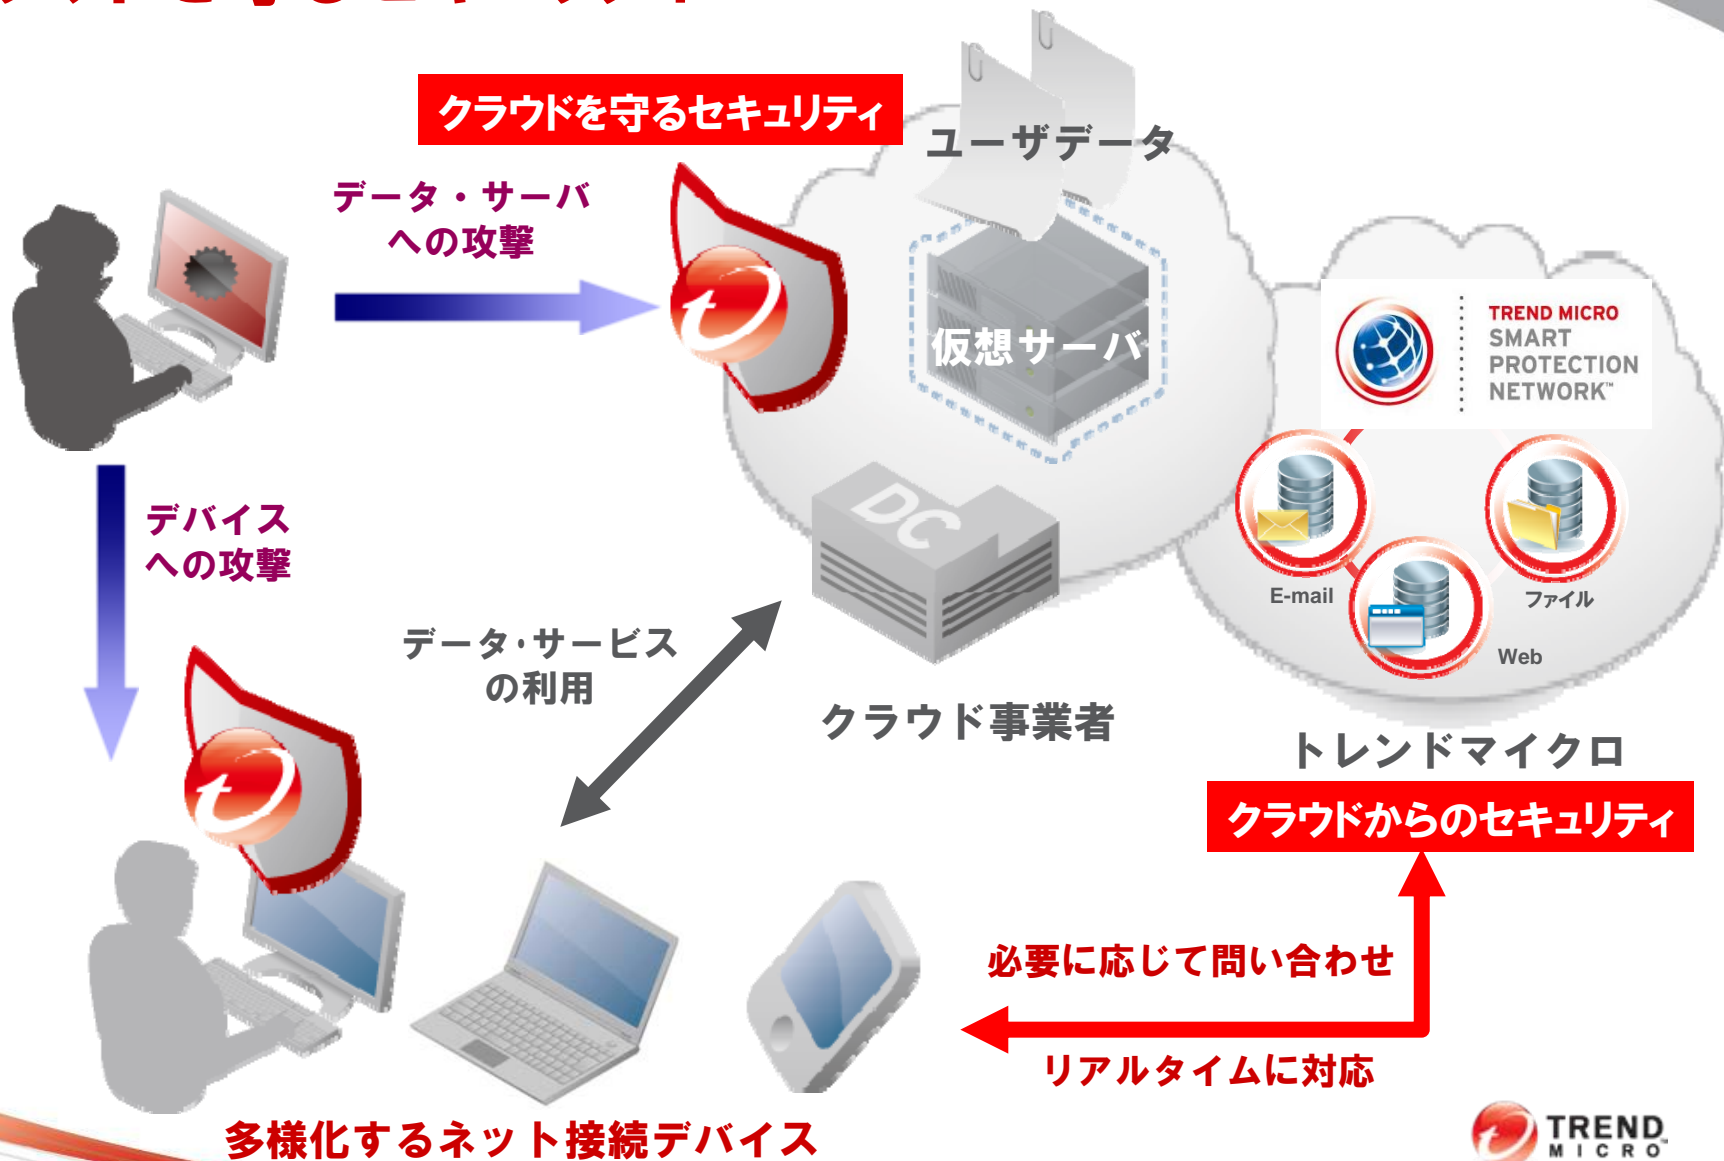 クラウドを守るセキュリティ
ユーザデータ
データ・サーバ
への攻撃
仮想サーバ
TREND MICRO
SMART
PROTECTION
NETWORK™
DC
デバイス
への攻撃
E-mail
ファイル
Web
データ・サービス
の利用
クラウド事業者
トレンドマイクロ
クラウドからのセキュリティ
必要に応じて問い合わせ
リアルタイムに対応
多様化するネット接続デバイス
TREND
MICRO